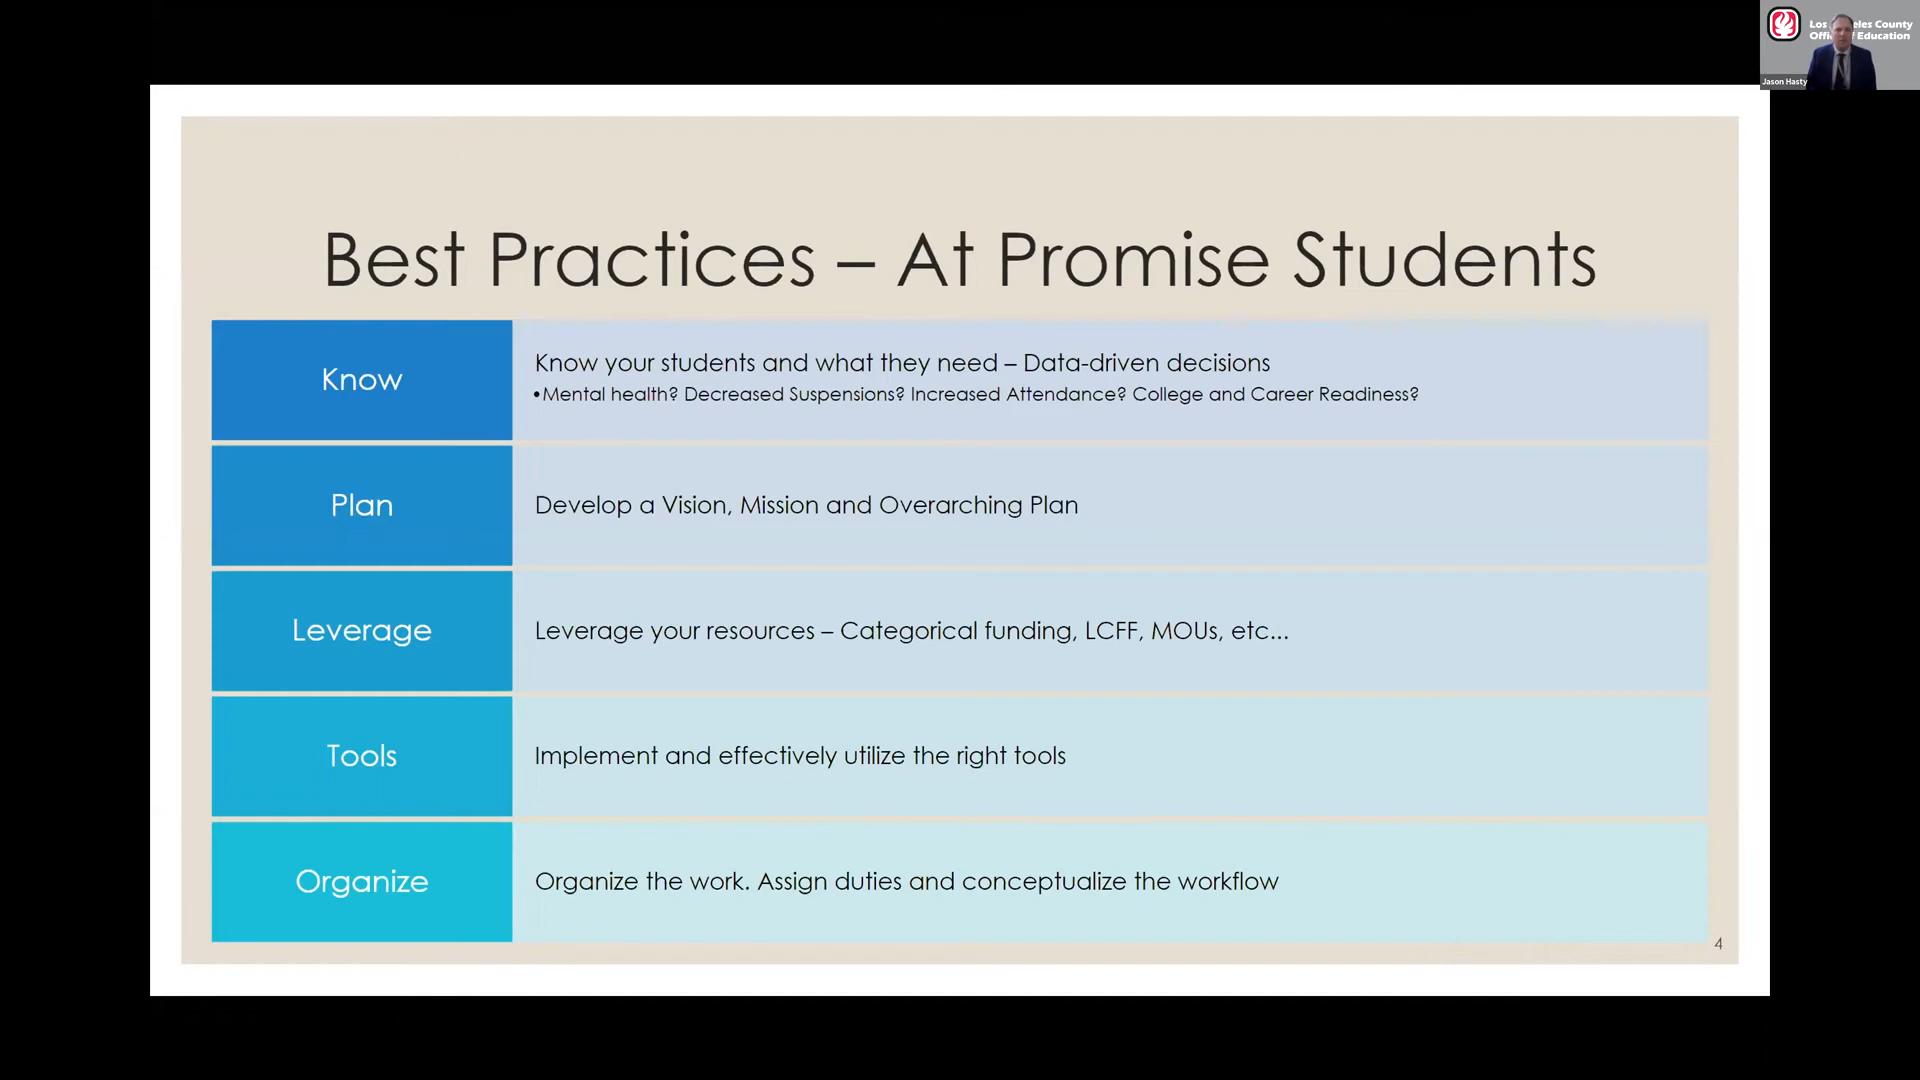 Los eles County
Offi Education
Jason Hasty
Best Practices – At Promise Students
Know
Know your students and what they need – Data-driven decisions
•Mental health? Decreased Suspensions? Increased Attendance? College and Career Readiness?
Plan
Develop a Vision, Mission and Overarching Plan
Leverage
Leverage your resources – Categorical funding, LCFF, MOUs, etc...
Tools
Implement and effectively utilize the right tools
Organize
Organize the work. Assign duties and conceptualize the workflow
4